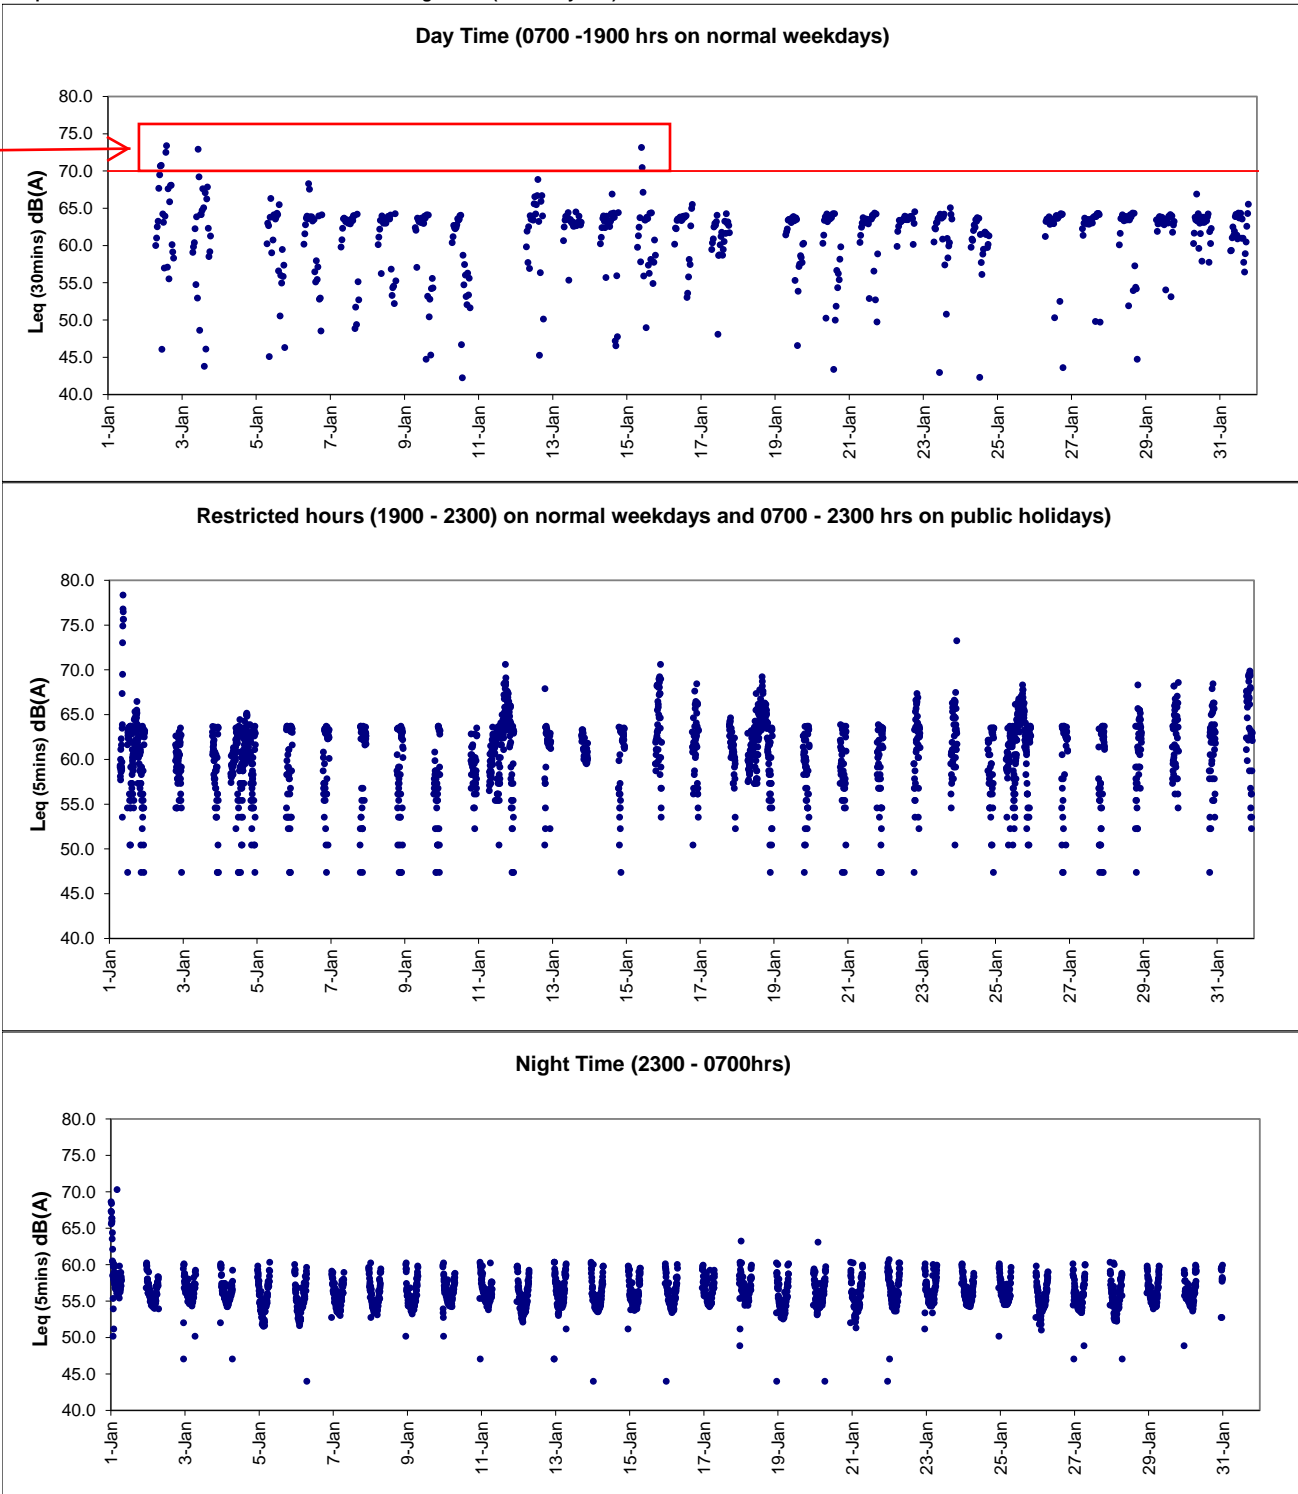 Day Time (0700 -1900 hrs on normal weekdays)
Leq (30mins) dB(A)
80.0
75.0
70.0
65.0
60.0
55.0
50.0
45.0
40.0
1-Jan
3-Jan
5-Jan
7-Jan
9-Jan
11-Jan
13-Jan
15-Jan
17-Jan
19-Jan
21-Jan
23-Jan
25-Jan
27-Jan
29-Jan
31-Jan
Restricted hours (1900 - 2300) on normal weekdays and 0700 - 2300 hrs on public holidays)
Leq (5mins) dB(A)
80.0
75.0
70.0
65.0
60.0
55.0
50.0
45.0
40.0
1-Jan
3-Jan
5-Jan
7-Jan
9-Jan
11-Jan
13-Jan
15-Jan
17-Jan
19-Jan
21-Jan
23-Jan
25-Jan
27-Jan
29-Jan
31-Jan
Night Time (2300 - 0700hrs)
Leq (5mins) dB(A)
80.0
75.0
70.0
65.0
60.0
55.0
50.0
45.0
40.0
1-Jan
3-Jan
5-Jan
7-Jan
9-Jan
11-Jan
13-Jan
15-Jan
17-Jan
19-Jan
21-Jan
23-Jan
25-Jan
27-Jan
29-Jan
31-Jan